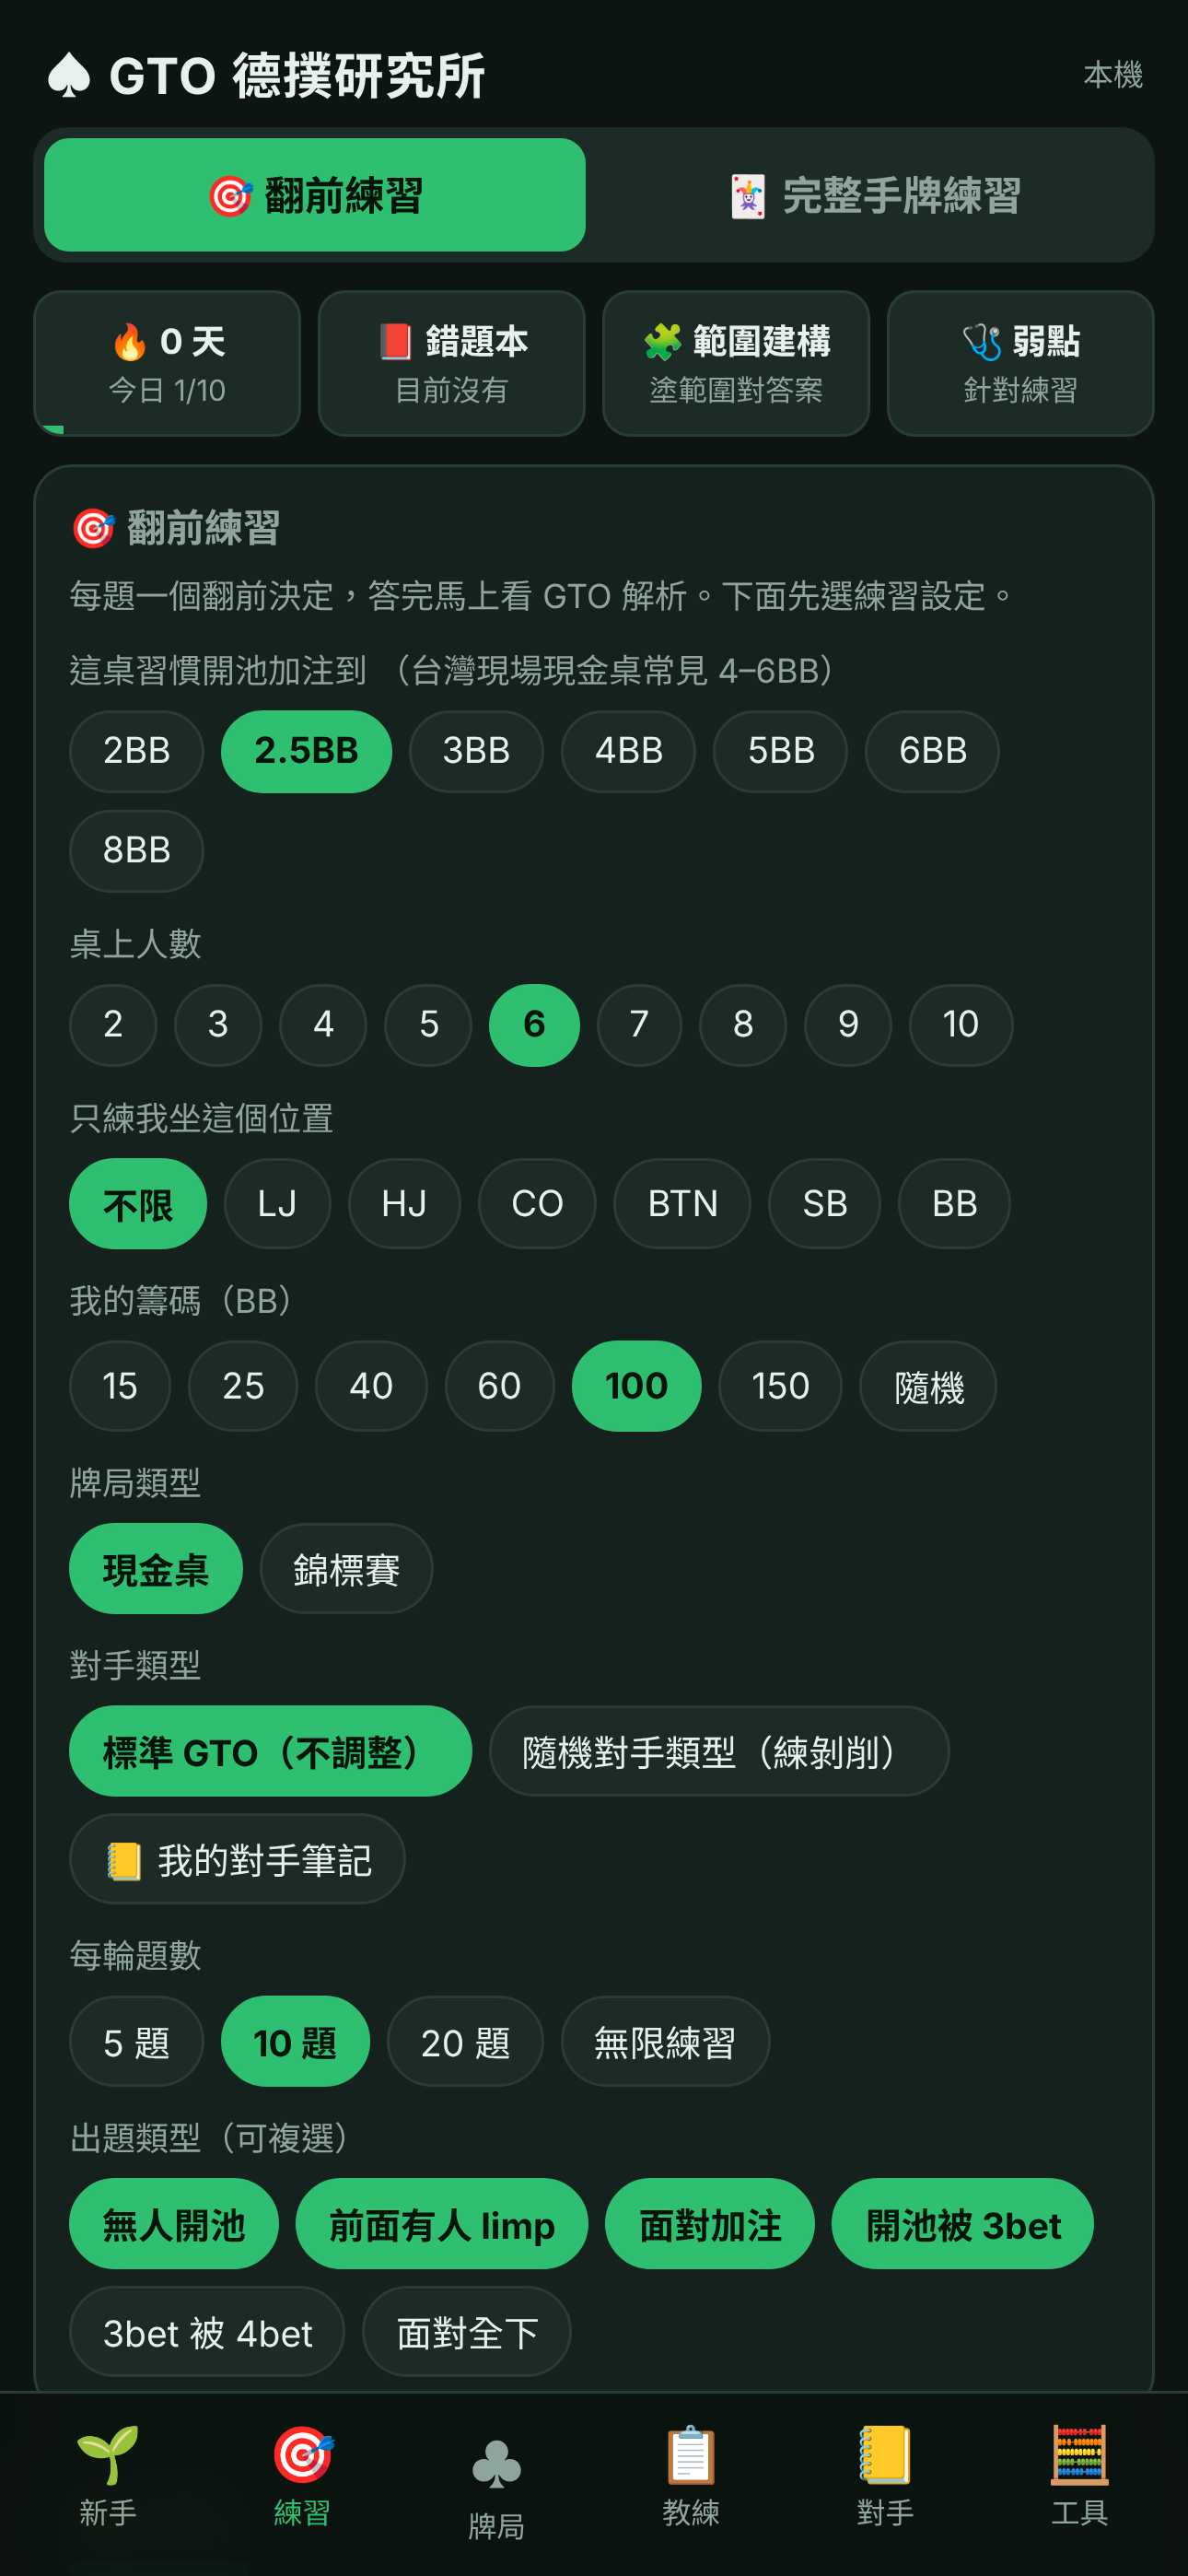 ♠ GTO 德撲研究所
本機
🎯 翻前練習
🃏 完整手牌練習
🔥 0 天
今日 1/10
📕 錯題本
目前沒有
🧩 範圍建構
塗範圍對答案
🩺 弱點
針對練習
🎯 翻前練習
每題一個翻前決定，答完馬上看 GTO 解析。下面先選練習設定。
這桌習慣開池加注到 （台灣現場現金桌常見 4–6BB）
2BB 2.5BB 3BB 4BB 5BB 6BB
8BB
桌上人數
2 3 4 5 6 7 8 9 10
只練我坐這個位置
不限 LJ HJ CO BTN SB BB
我的籌碼（BB）
15 25 40 60 100 150 隨機
牌局類型
現金桌 錦標賽
對手類型
標準 GTO（不調整） 隨機對手類型（練剝削）
📒 我的對手筆記
每輪題數
5 題 10 題 20 題 無限練習
出題類型（可複選）
無人開池 前面有人 limp 面對加注 開池被 3bet
3bet 被 4bet 面對全下
新手 練習 牌局 教練 對手 工具